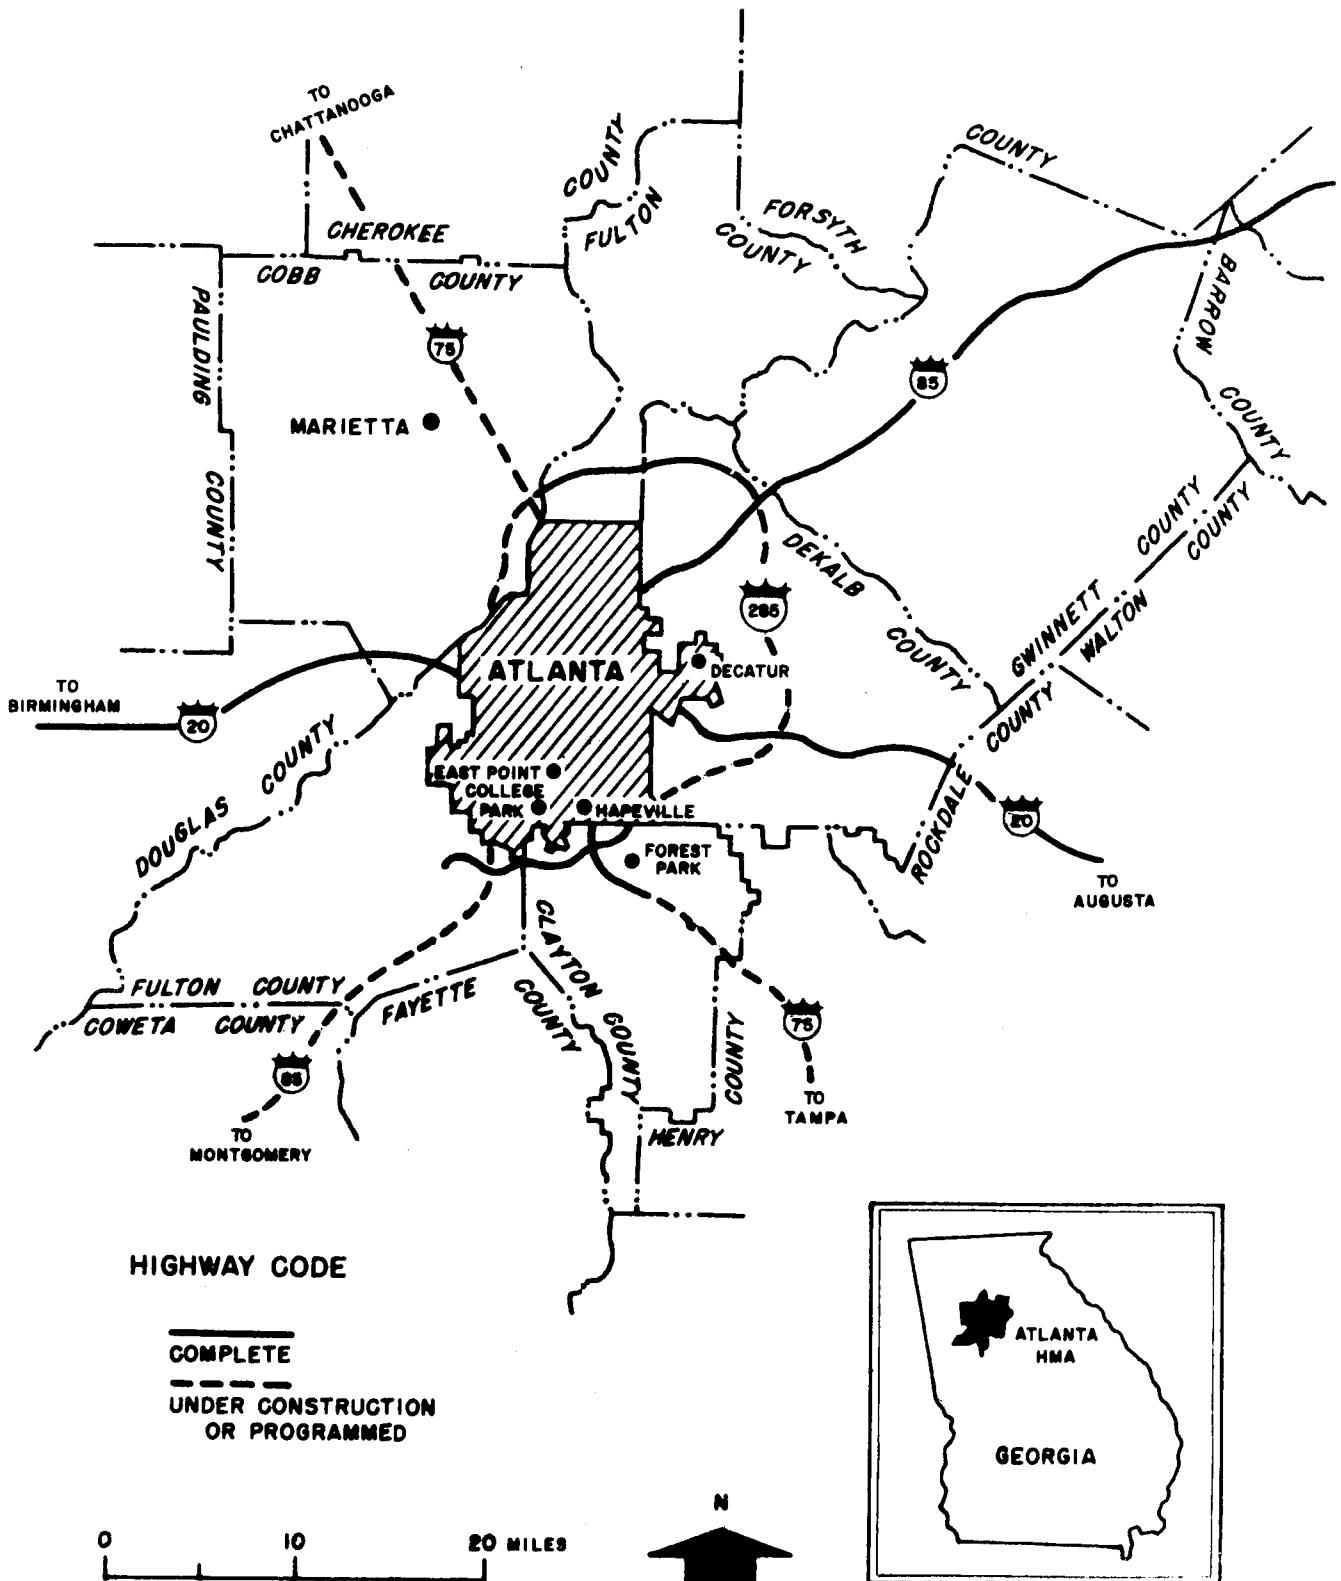 TO
CHATTANOOGA
COUNTY
FULTON
COUNTY
FORSYTH
COUNTY
CHEROKEE
COBB COUNTY
PAULDING
COUNTY
BARROW
COUNTY
75
85
MARIETTA
COUNTY
COUNTY
DEKALB
COUNTY
285
GWINNETT
WALTON
ATLANTA
DECATUR
TO
BIRMINGHAM
20
COUNTY
DOUGLAS
COUNTY
ROCKDALE
EAST POINT
COLLEGE
PARK
HAPEVILLE
FOREST
PARK
20
TO
AUGUSTA
CLAYTON
COUNTY
FULTON COUNTY
COWETA COUNTY
FAYETTE
COUNTY
75
TO
TAMPA
COUNTY
HENRY
85
TO
MONTGOMERY
HIGHWAY CODE
COMPLETE
UNDER CONSTRUCTION
OR PROGRAMMED
ATLANTA
HMA
GEORGIA
N
0 10 20 MILES